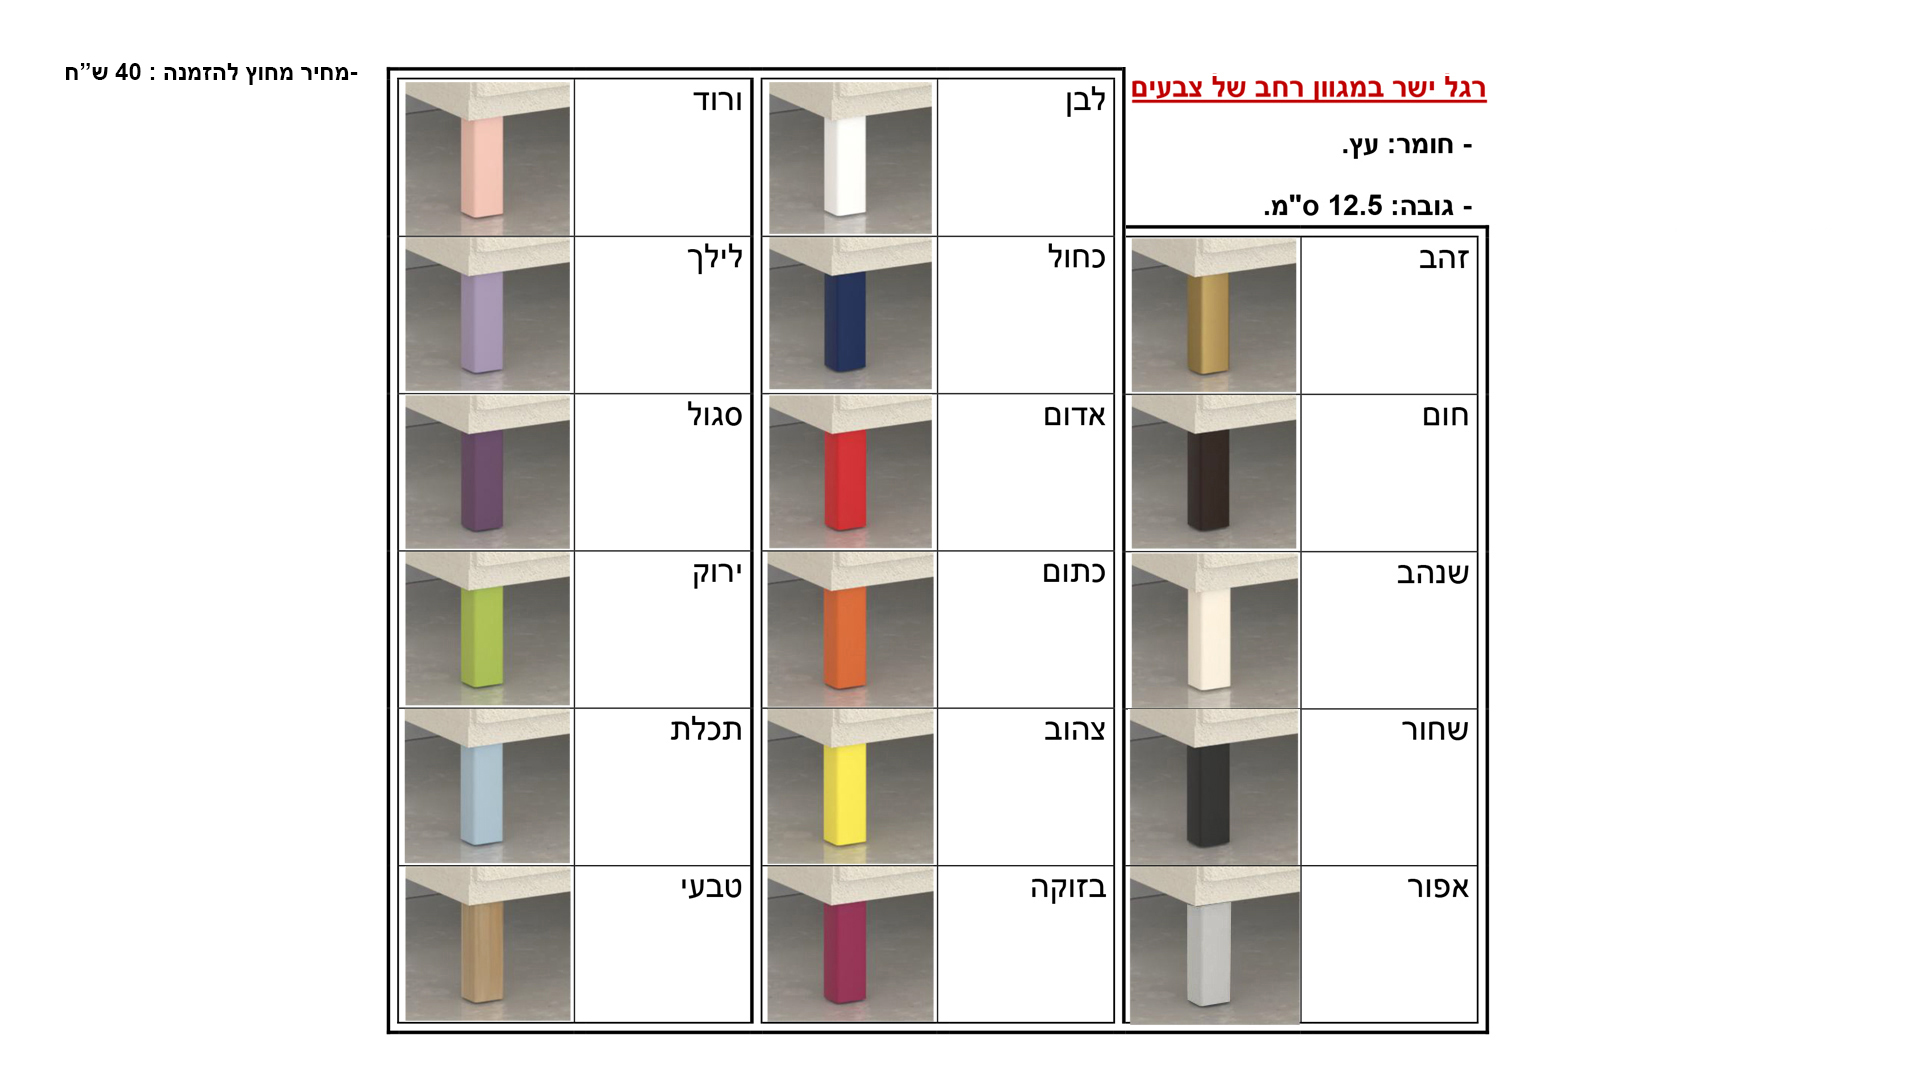 רגל ישר במגוון רחב של צבעים
- חומר: עץ.
- גובה: 12.5 ס"מ.
זהב
חום
שנהב
שחור
אפור
לבן
כחול
אדום
כתום
צהוב
בזוקה
ורוד
לילך
סגול
ירוק
תכלת
טבעי
-מחיר מחוץ להזמנה : 40 ש”ח